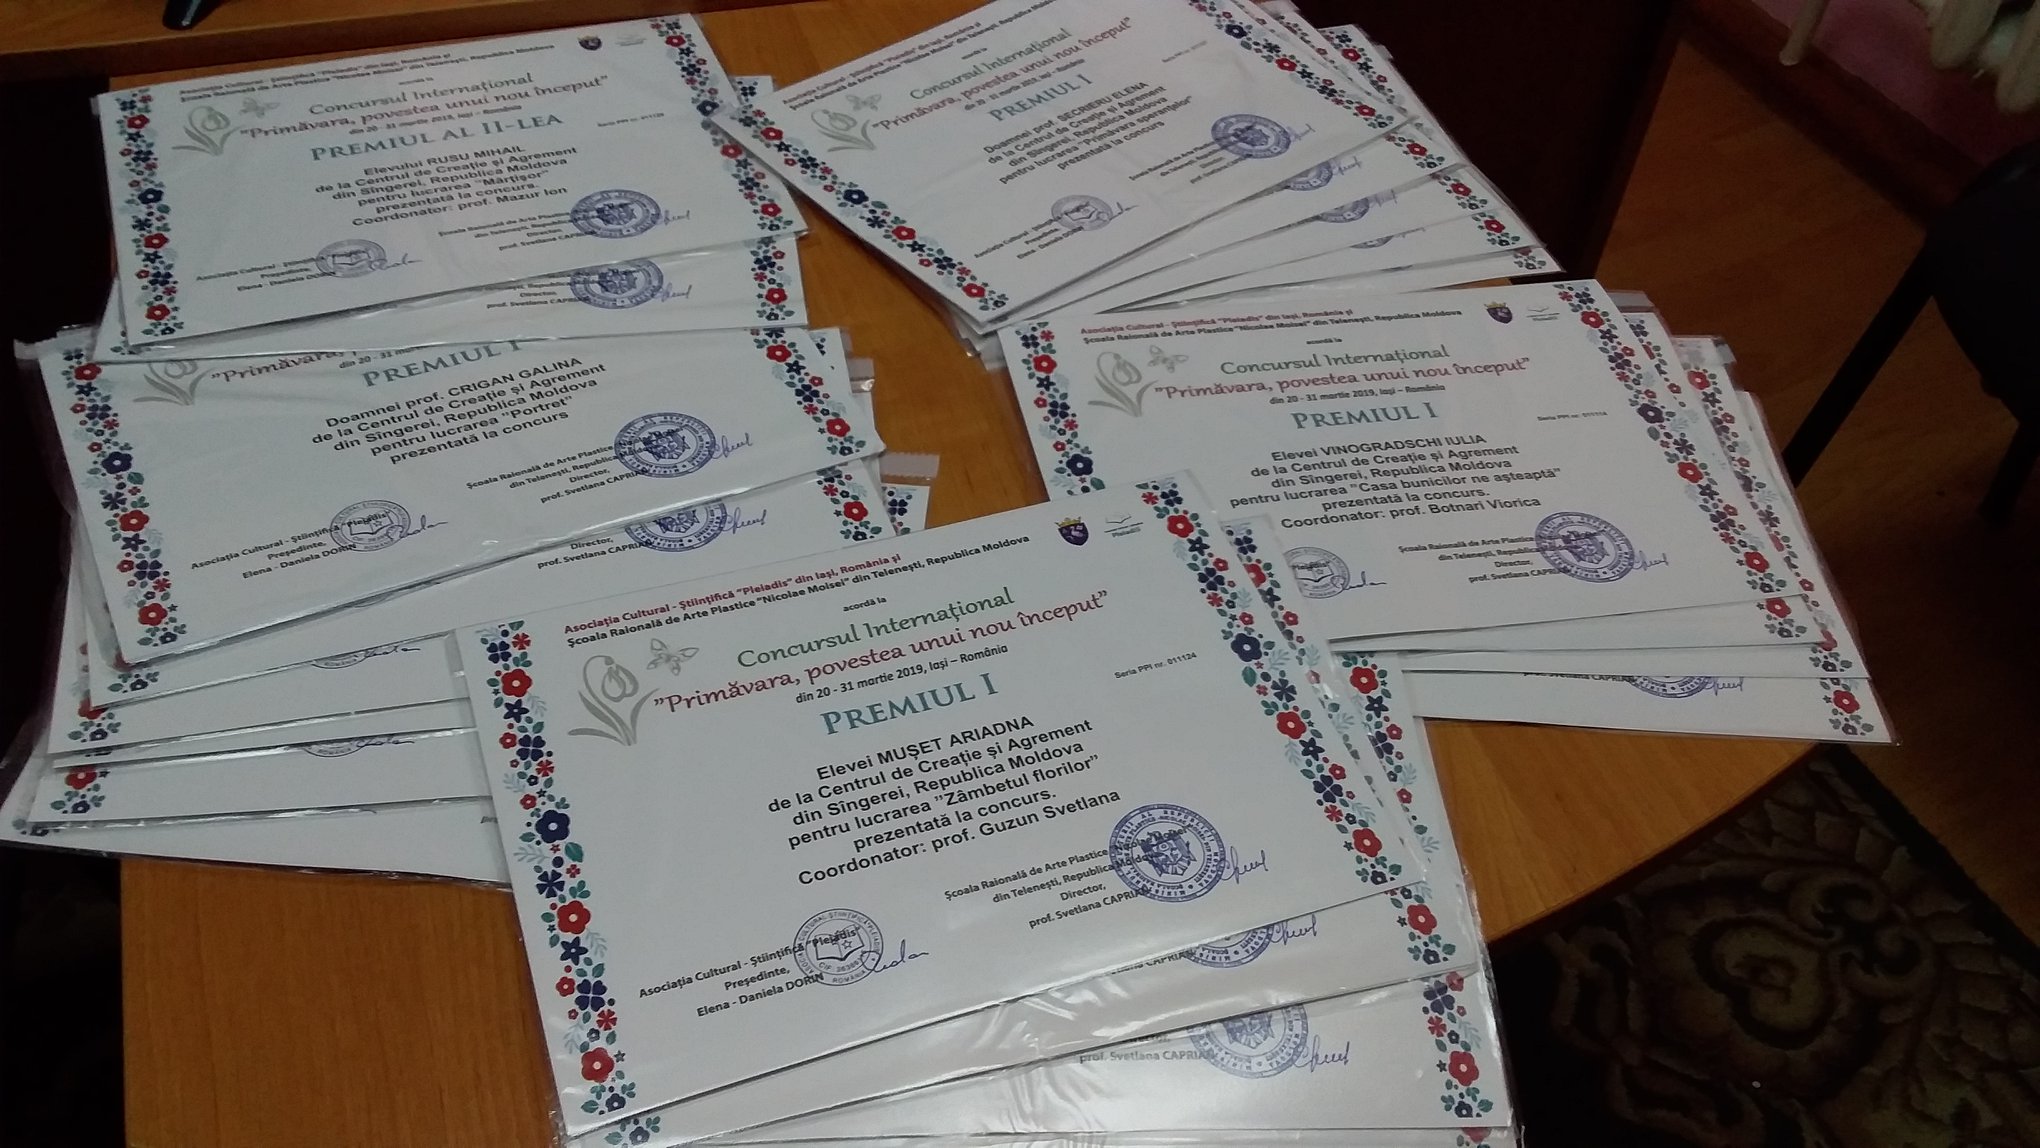 Asociația Cultural - Științifică "Pleiadis" din Iași, România și
Școala Raională de Arte Plastice "Nicolae Moisei" din Telenești, Republica Moldova
acordă la
Concursul Internațional
"Primăvara, povestea unui nou început"
din 20 - 31 martie 2019, Iași – România
PREMIUL AL II-LEA
Seria PPI nr. 011129
Elevului RUSU MIHAIL
de la Centrul de Creație și Agrement
din Sîngerei, Republica Moldova
pentru lucrarea "Mărțișor"
prezentată la concurs.
Coordonator: prof. Mazur Ion
Școala Raională de Arte Plastice
din Telenești, Republica
Director,
prof. Svetlana CAPRIAN
Asociația Cultural - Științifică
Președinte,
Elena - Daniela DORIN
Director,
prof. Svetlana CAPRIAN
Asociația Cultural - Științifică "Pleiadis" din Iași, România și
Școala Raională de Arte Plastice "Nicolae Moisei" din Telenești, Republica Moldova
acordă la
Concursul Internațional
"Primăvara, povestea unui nou început"
din 20 - 31 martie 2019, Iași – România
PREMIUL I
Doamnei prof. SECRIERU ELENA
de la Centrul de Creație și Agrement
din Sîngerei, Republica Moldova
pentru lucrarea "Primăvara speranțelor"
prezentată la concurs
Școala Raională de Arte Plastice
din Telenești, Republica
Director,
prof. Svetlana
Asociația Cultural - Științifică
Președinte,
Elena - Daniela DORIN
"Primăvara,
din 20 - 31 martie
PREMIUL I
Doamnei prof. CRIGAN GALINA
de la Centrul de Creație și Agrement
din Sîngerei, Republica Moldova
pentru lucrarea "Portret"
prezentată la concurs
Școala Raională de Arte Plastice
din Telenești, Republica Moldova
Director,
prof. Svetlana CAPRIAN
Asociația Cultural - Științifică "Pleiadis"
Președinte,
Elena - Daniela DORIN
Director,
prof. Svetlana CAPRIAN
Asociația Cultural - Științifică "Pleiadis" din Iași, România și
Școala Raională de Arte Plastice "Nicolae Moisei" din Telenești, Republica Moldova
acordă la
Concursul Internațional
"Primăvara, povestea unui nou început"
din 20 - 31 martie 2019, Iași – România
PREMIUL I
Seria PPI nr. 011114
Elevei VINOGRADSCHI IULIA
de la Centrul de Creație și Agrement
din Sîngerei, Republica Moldova
pentru lucrarea "Casa bunicilor ne așteaptă"
prezentată la concurs.
Coordonator: prof. Botnari Viorica
Școala Raională de Arte Plastice
din Telenești, Republica
Director,
prof. Svetlana CAPRIAN
"Pleiadis"
prof. Svetlana CAPRIAN
Asociația Cultural - Științifică "Pleiadis" din Iași, România și
Școala Raională de Arte Plastice "Nicolae Moisei" din Telenești, Republica Moldova
Pleiadis
acordă la
Concursul Internațional
"Primăvara, povestea unui nou început"
din 20 - 31 martie 2019, Iași – România
PREMIUL I
Seria PPI nr. 011124
Elevei MUȘET ARIADNA
de la Centrul de Creație și Agrement
din Sîngerei, Republica Moldova
pentru lucrarea "Zâmbetul florilor"
prezentată la concurs.
Coordonator: prof. Guzun Svetlana
Școala Raională de Arte Plastice "Nicolae Moisei"
din Telenești, Republica Moldova
Director,
prof. Svetlana CAPRIAN
Asociația Cultural - Științifică "Pleiadis"
Președinte,
Elena - Daniela DORIN
Svetlana CAPRIAN
prof. Svetlana CAPRIAN